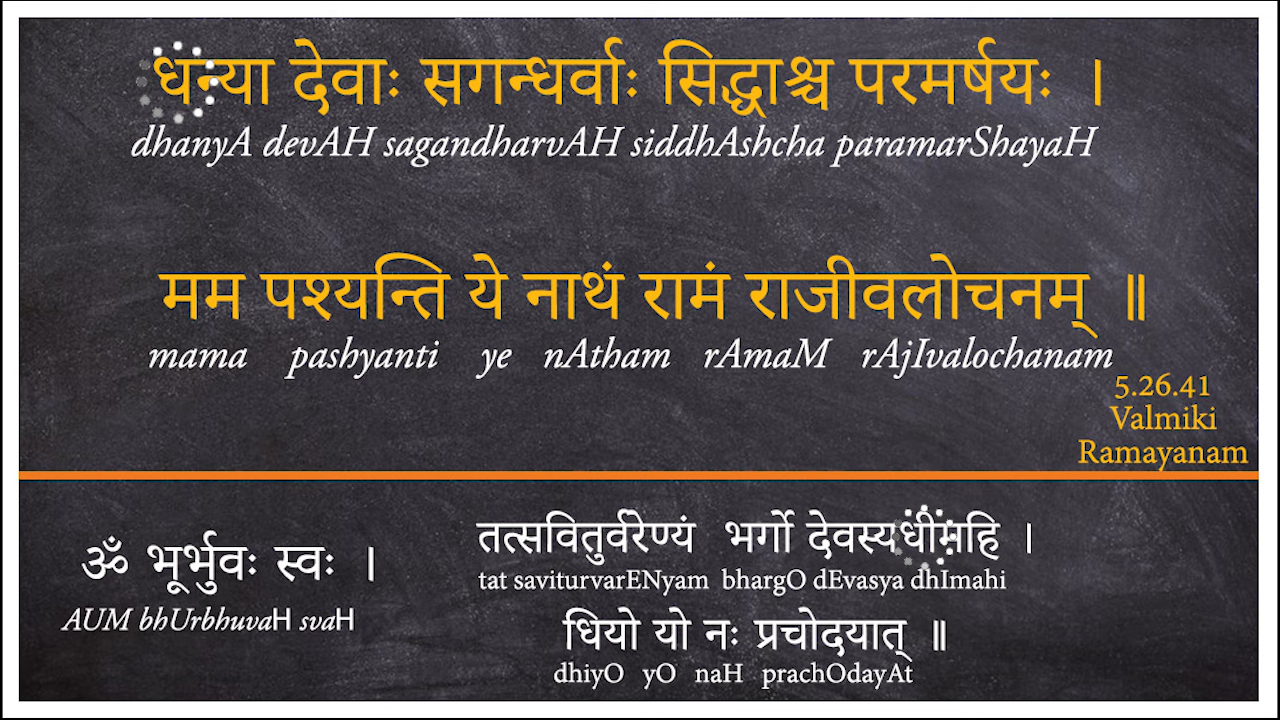 धन्या देवाः सगन्धर्वाः सिद्धाश्च परमर्षयः ।
dhanyA devAH sagandharvAH siddhAshcha paramarShayaH
मम पश्यन्ति ये नाथं रामं राजीवलोचनम् ॥
mama pashyanti ye nAtham rAmaM rAjIvalochanam
5.26.41
Valmiki
Ramayanam
ॐ भूर्भुवः स्वः ।
AUM bhUrbhuvaH svaH
तत्सवितुर्वरेण्यं भर्गो देवस्यधीमहि ।
tat saviturvarENyam bhargO dEvasya dhImahi
धियो यो नः प्रचोदयात् ॥
dhiyO yO naH prachOdayAt